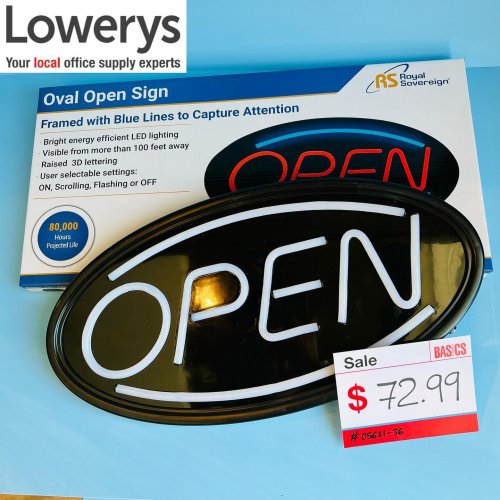 Lowerys
Your local office supply experts
RS Royal Sovereign®
Oval Open Sign
Framed with Blue Lines to Capture Attention
· Bright energy efficient LED lighting
· Visible from more than 100 feet away
· Raised 3D lettering
· User selectable settings:
ON, Scrolling, Flashing or OFF
80,000
Hours
Projected Life
OPEN
OPEN
BASICS
Sale
$ 72.99
# 05631-36